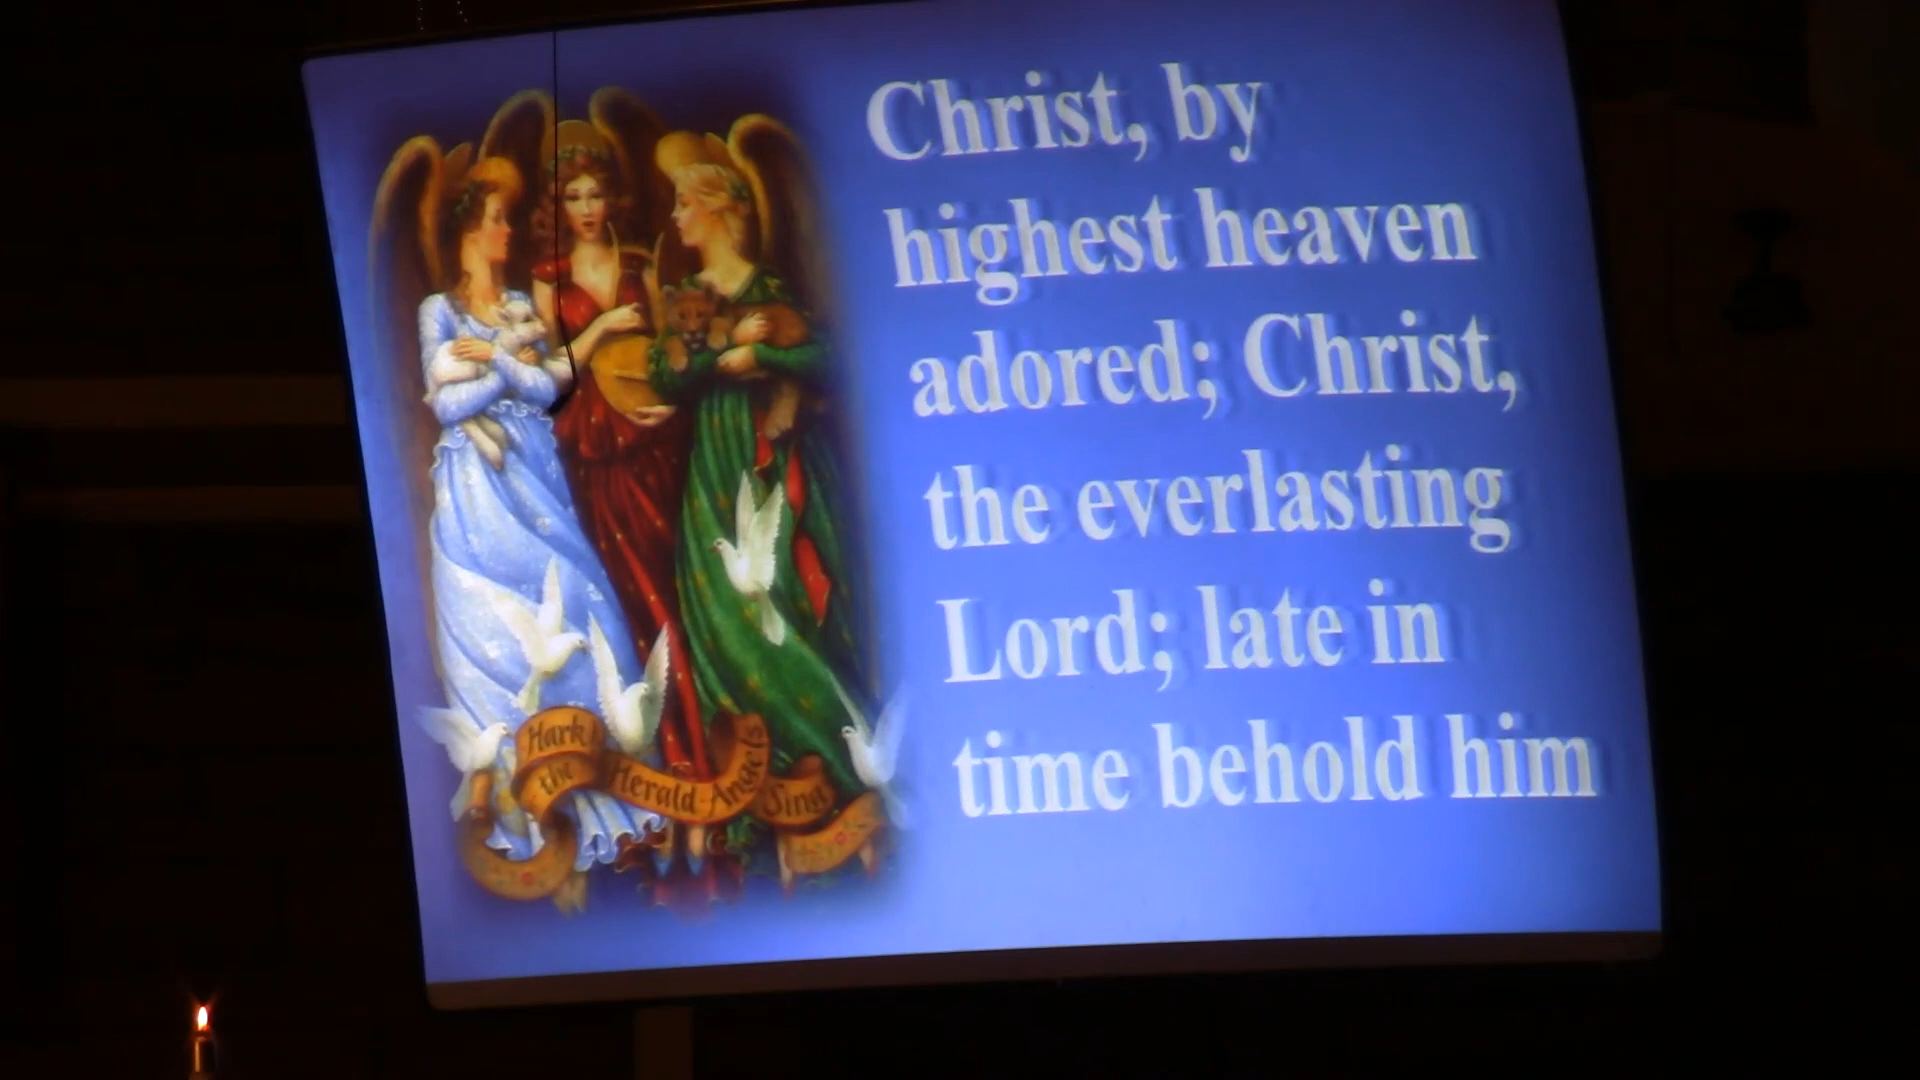 Christ, by
highest heaven
adored; Christ,
the everlasting
Lord; late in
time behold him
Hark!
the Herald Angels Sing